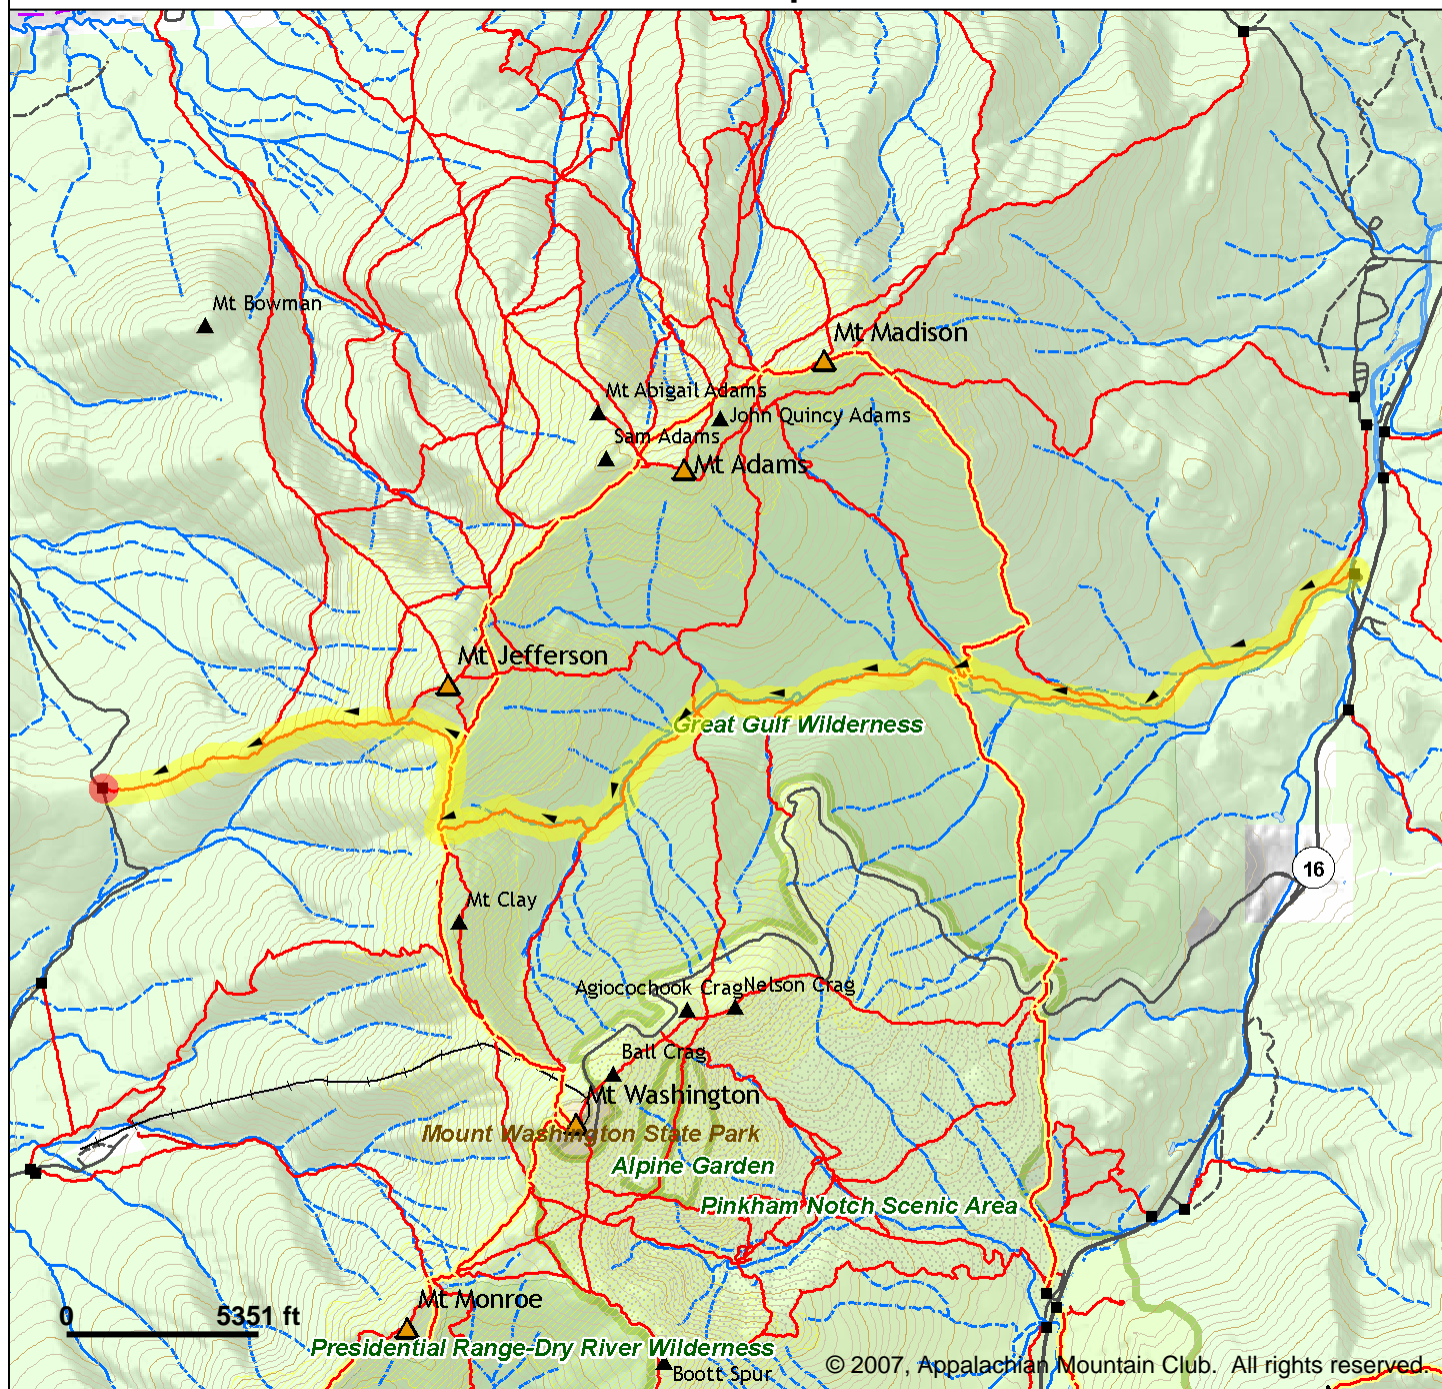 Mt Bowman
Mt Madison
Mt Abigail Adams
John Quincy Adams
Sam Adams
Mt Adams
Mt Jefferson
Great Gulf Wilderness
16
Mt Clay
Agiocochook Crag
Nelson Crag
Ball Crag
Mt Washington
Mount Washington State Park
Alpine Garden
Pinkham Notch Scenic Area
Mt Monroe
0 5351 ft
Presidential Range-Dry River Wilderness
© 2007, Appalachian Mountain Club. All rights reserved.
Boott Spur